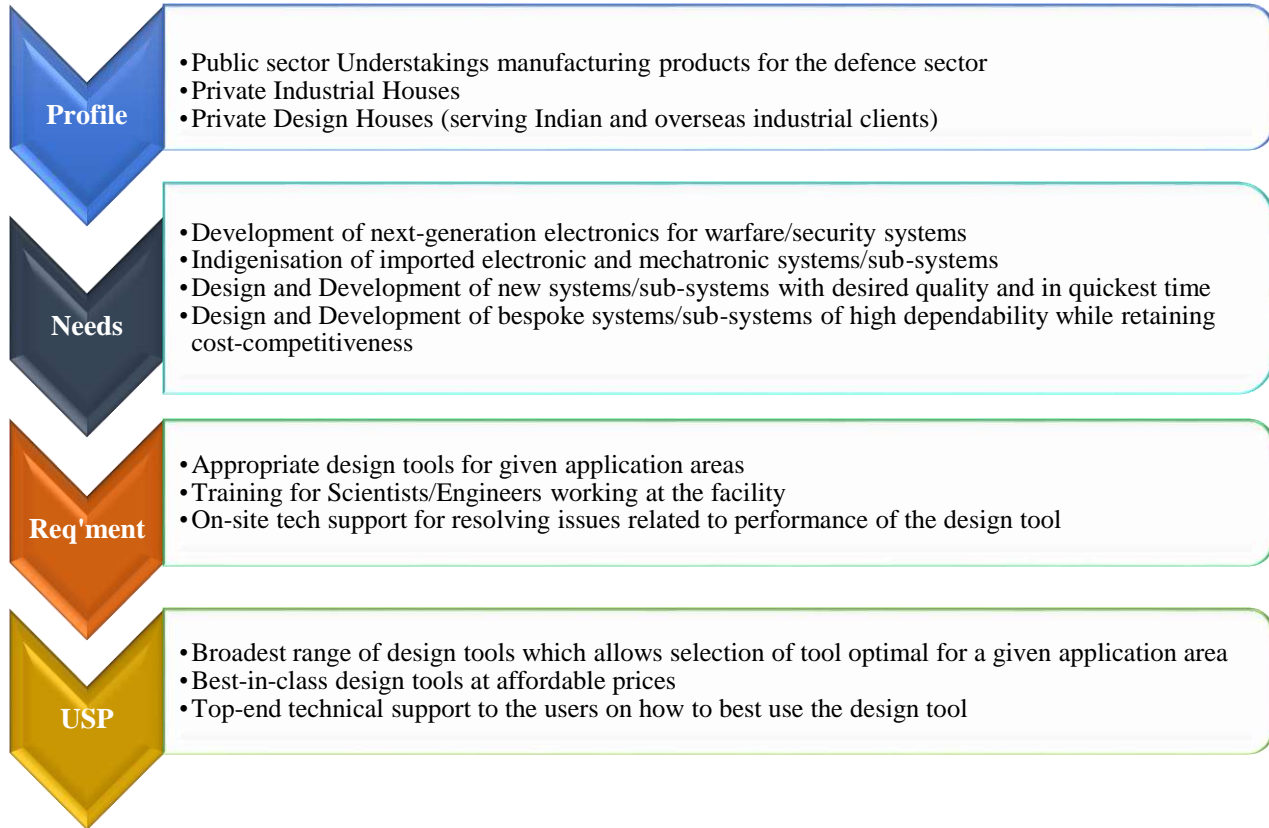 Profile
•Public sector Understakings manufacturing products for the defence sector
•Private Industrial Houses
•Private Design Houses (serving Indian and overseas industrial clients)
Needs
•Development of next-generation electronics for warfare/security systems
•Indigenisation of imported electronic and mechatronic systems/sub-systems
•Design and Development of new systems/sub-systems with desired quality and in quickest time
•Design and Development of bespoke systems/sub-systems of high dependability while retaining
cost-competitiveness
Req'ment
•Appropriate design tools for given application areas
•Training for Scientists/Engineers working at the facility
•On-site tech support for resolving issues related to performance of the design tool
USP
•Broadest range of design tools which allows selection of tool optimal for a given application area
•Best-in-class design tools at affordable prices
•Top-end technical support to the users on how to best use the design tool